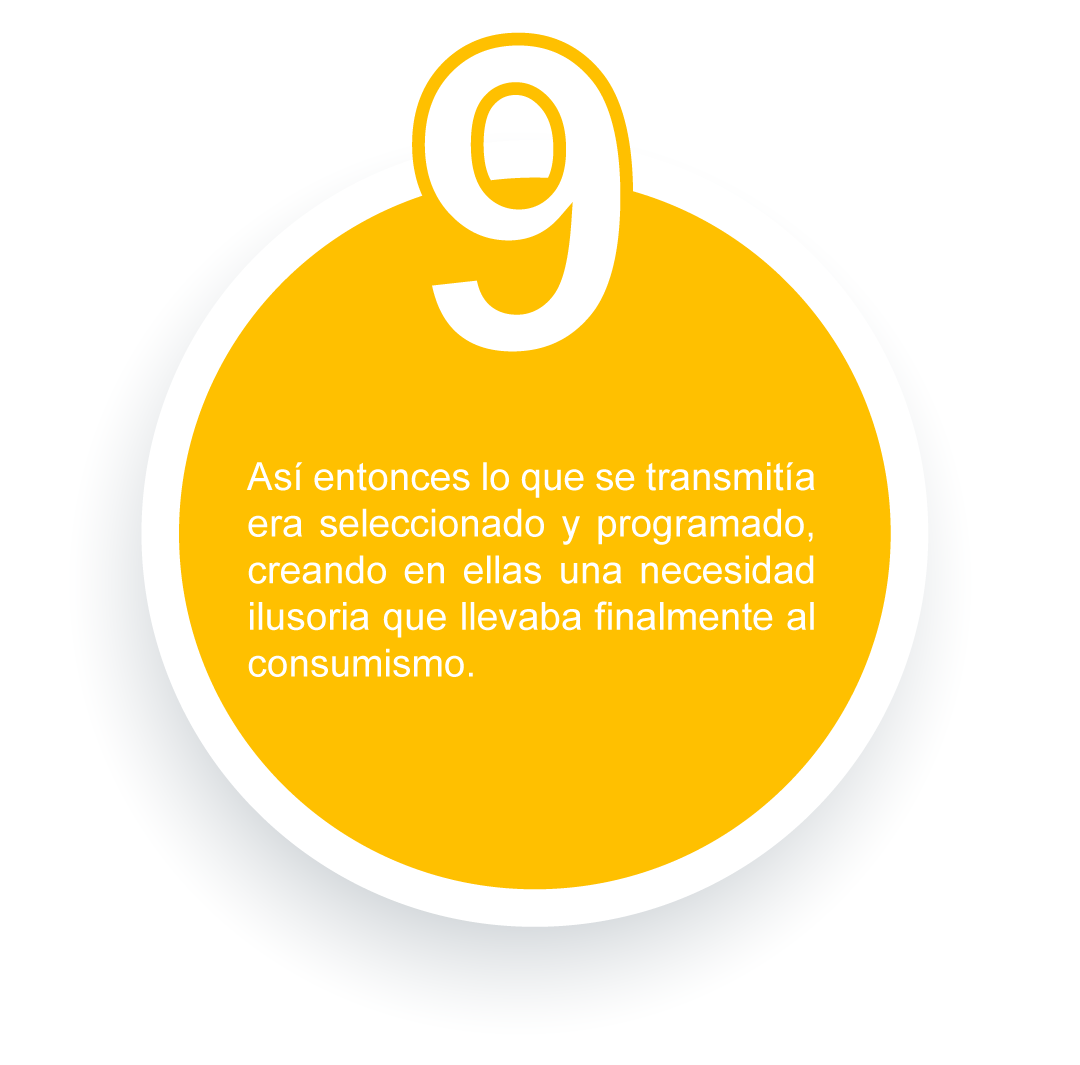 9
Así entonces lo que se transmitía
era seleccionado y programado,
creando en ellas una necesidad
ilusoria que llevaba finalmente al
consumismo.